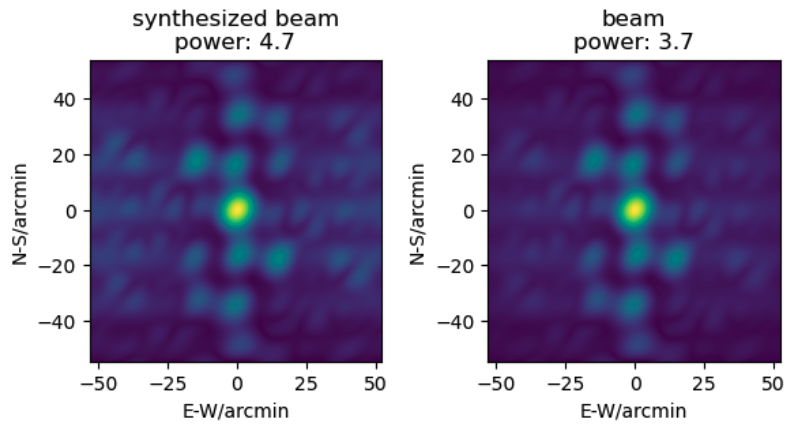 synthesized beam
power: 4.7
N-S/arcmin
40
20
0
−20
−40
−50
−25
0
25
50
E-W/arcmin
beam
power: 3.7
N-S/arcmin
40
20
0
−20
−40
−50
−25
0
25
50
E-W/arcmin